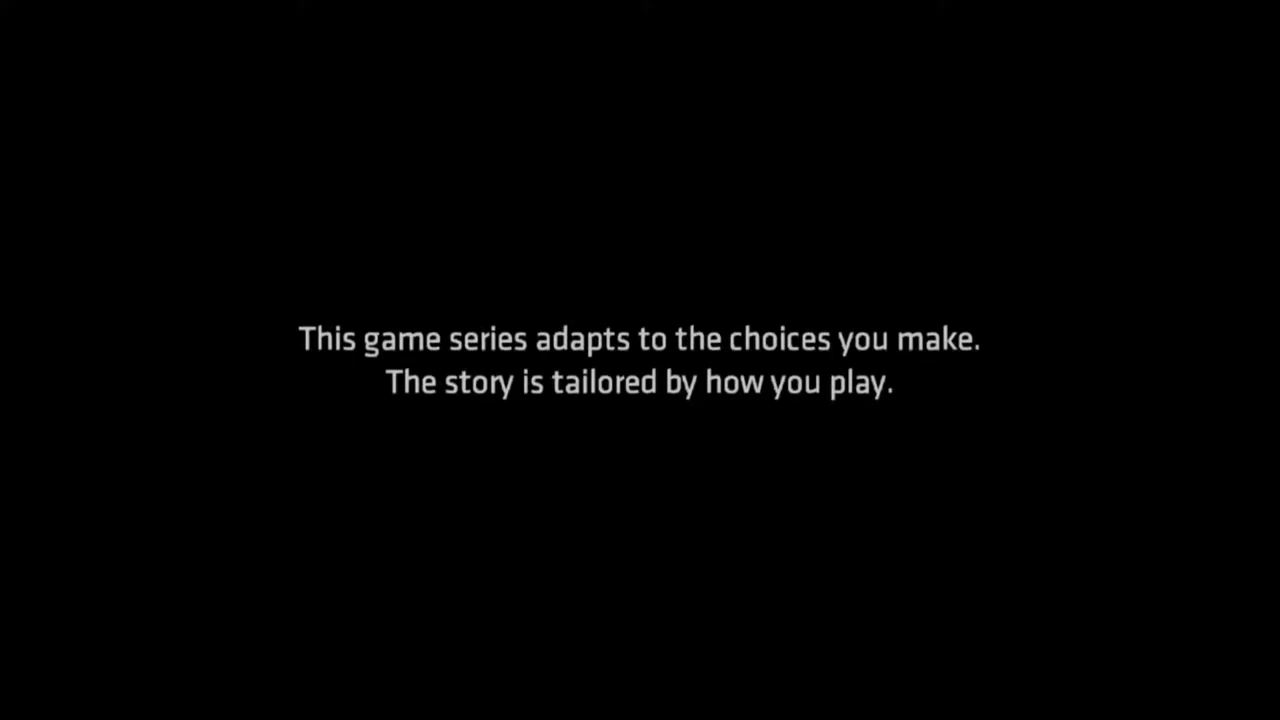 This game series adapts to the choices you make.
The story is tailored by how you play.